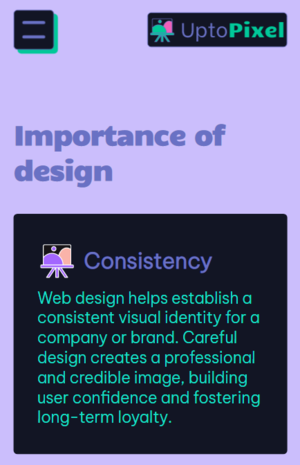 UptoPixel
Importance of
design
Consistency
Web design helps establish a
consistent visual identity for a
company or brand. Careful
design creates a professional
and credible image, building
user confidence and fostering
long-term loyalty.